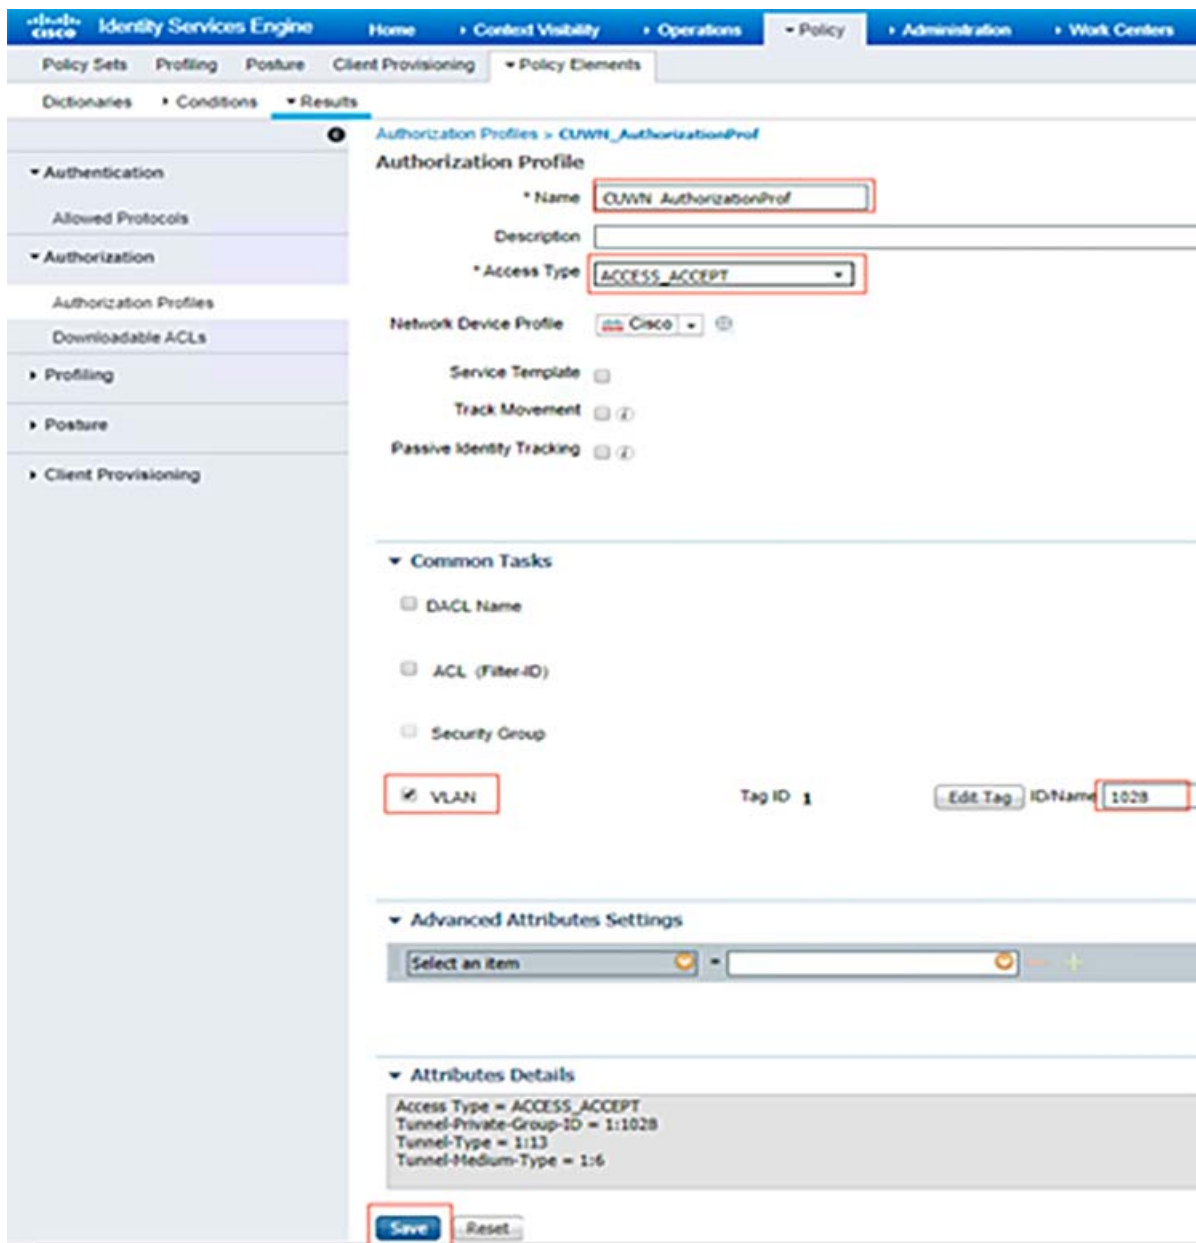 cisco Identity Services Engine Home Context Visibility Operations Policy Administration Work Centers
Policy Sets Profiling Posture Client Provisioning Policy Elements
Dictionaries Conditions Results
Authorization Profiles > CUWN_AuthorizationProf
Authorization Profile
Authentication
* Name CUWN_AuthorizationProf
Allowed Protocols
Description
Authorization
* Access Type ACCESS_ACCEPT
Authorization Profiles
Network Device Profile Cisco
Downloadable ACLs
Profiling
Service Template
Track Movement
Posture
Passive Identity Tracking
Client Provisioning
Common Tasks
DACL Name
ACL (Filter-ID)
Security Group
VLAN Tag ID 1 Edit Tag ID/Name 1028
Advanced Attributes Settings
Select an item =
Attributes Details
Access Type = ACCESS_ACCEPT
Tunnel-Private-Group-ID = 1:1028
Tunnel-Type = 1:13
Tunnel-Medium-Type = 1:6
Save Reset